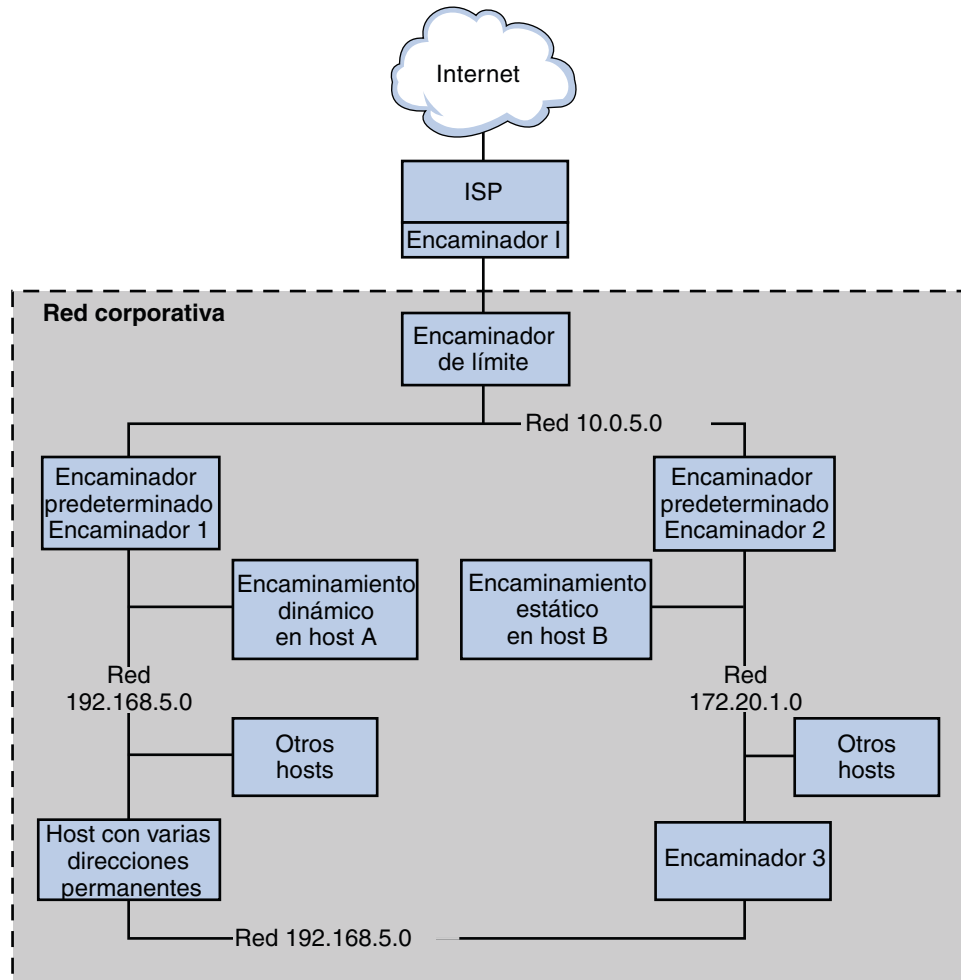 Internet
ISP
Encaminador I
Red corporativa
Encaminador
de límite
Red 10.0.5.0
Encaminador
predeterminado
Encaminador 1
Encaminador
predeterminado
Encaminador 2
Encaminamiento
dinámico
en host A
Encaminamiento
estático
en host B
Red
192.168.5.0
Red
172.20.1.0
Otros
hosts
Otros
hosts
Host con varias
direcciones
permanentes
Encaminador 3
Red 192.168.5.0